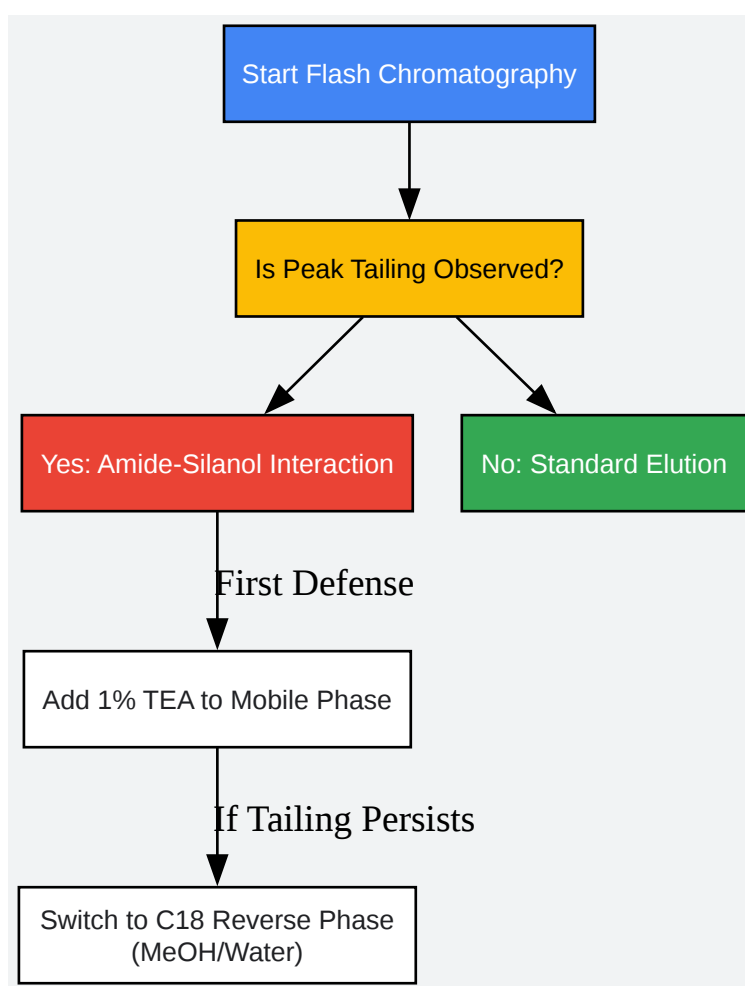 Start Flash Chromatography
Is Peak Tailing Observed?
Yes: Amide-Silanol Interaction
No: Standard Elution
First Defense
Add 1% TEA to Mobile Phase
If Tailing Persists
Switch to C18 Reverse Phase
(MeOH/Water)